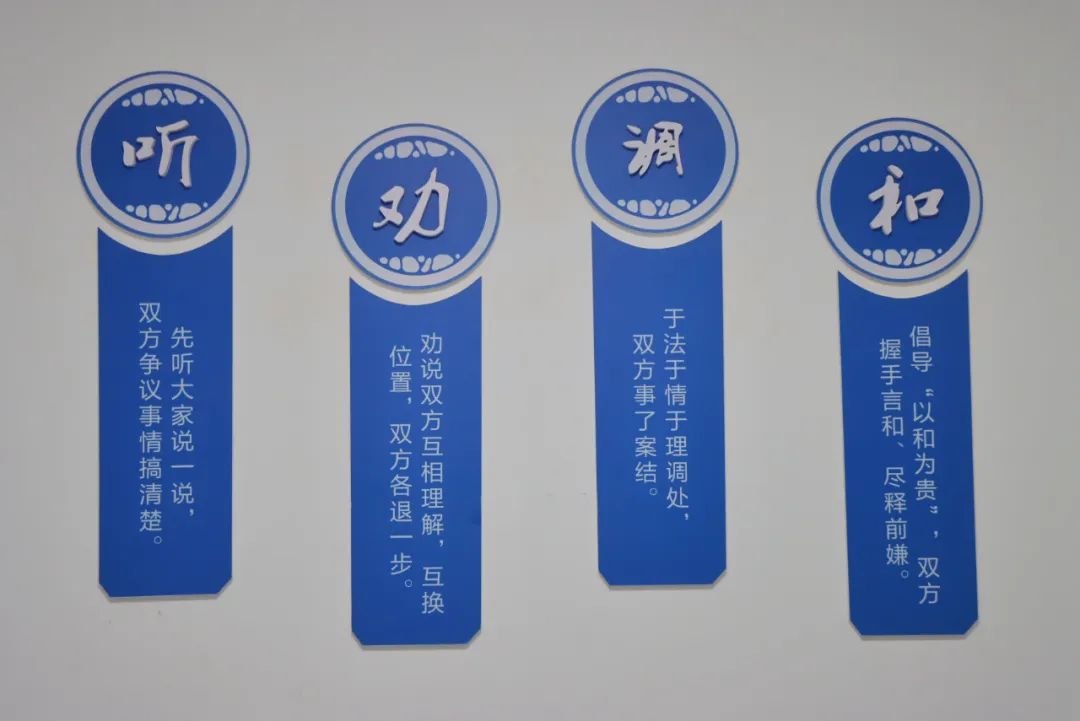 听
先听大家说一说，
双方争议事情搞清楚。
劝
劝说双方互相理解，互换
位置，双方各退一步。
调
于法于情于理调处，
双方事了案结。
和
倡导“以和为贵”，双方
握手言和、尽释前嫌。